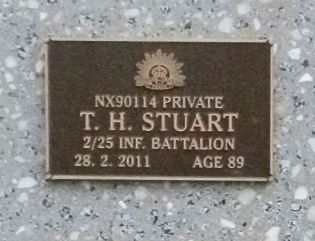 NX90114 PRIVATE
T. H. STUART
2/25 INF. BATTALION
28. 2. 2011 AGE 89